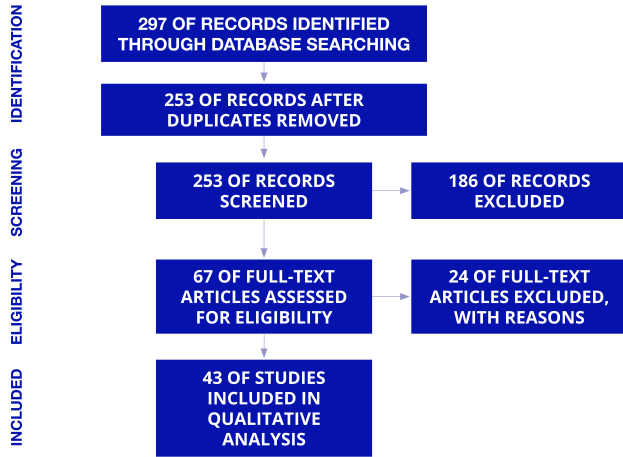 IDENTIFICATION
297 OF RECORDS IDENTIFIED
THROUGH DATABASE SEARCHING
253 OF RECORDS AFTER
DUPLICATES REMOVED
SCREENING
253 OF RECORDS
SCREENED
186 OF RECORDS
EXCLUDED
ELIGIBILITY
67 OF FULL-TEXT
ARTICLES ASSESSED
FOR ELIGIBILITY
24 OF FULL-TEXT
ARTICLES EXCLUDED,
WITH REASONS
INCLUDED
43 OF STUDIES
INCLUDED IN
QUALITATIVE
ANALYSIS